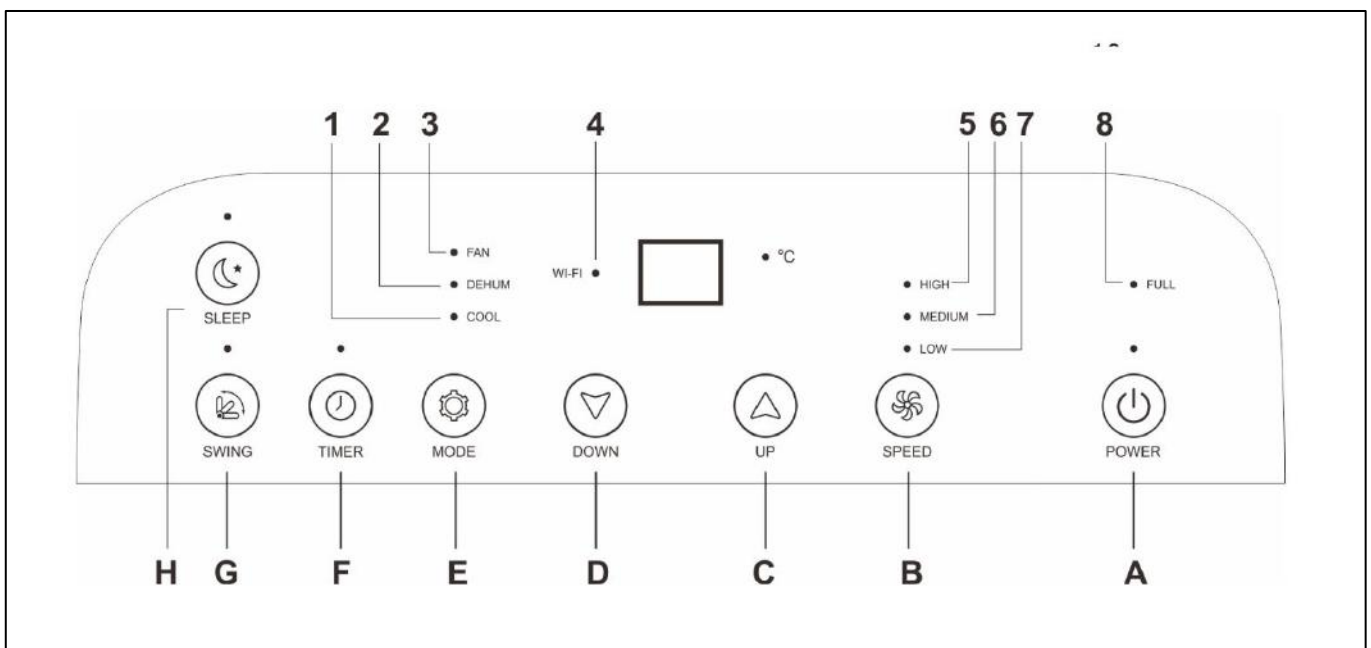 1 2 3 4 5 6 7 8
FAN
WI-FI °C
DEHUM HIGH FULL
SLEEP COOL MEDIUM
LOW
SWING TIMER MODE DOWN UP SPEED POWER
H G F E D C B A